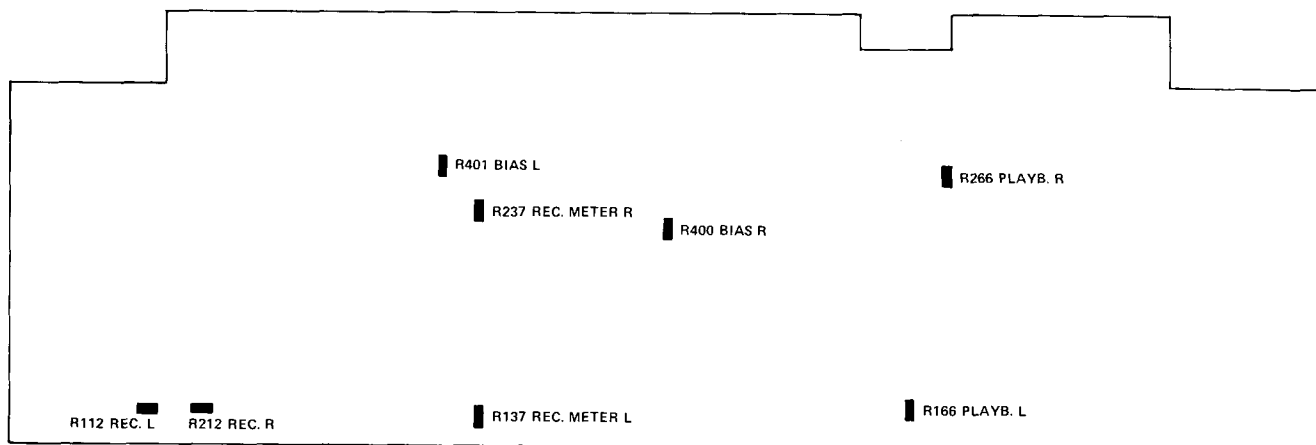 R401 BIAS L
R266 PLAYB. R
R237 REC. METER R
R400 BIAS R
R112 REC. L
R212 REC. R
R137 REC. METER L
R166 PLAYB. L